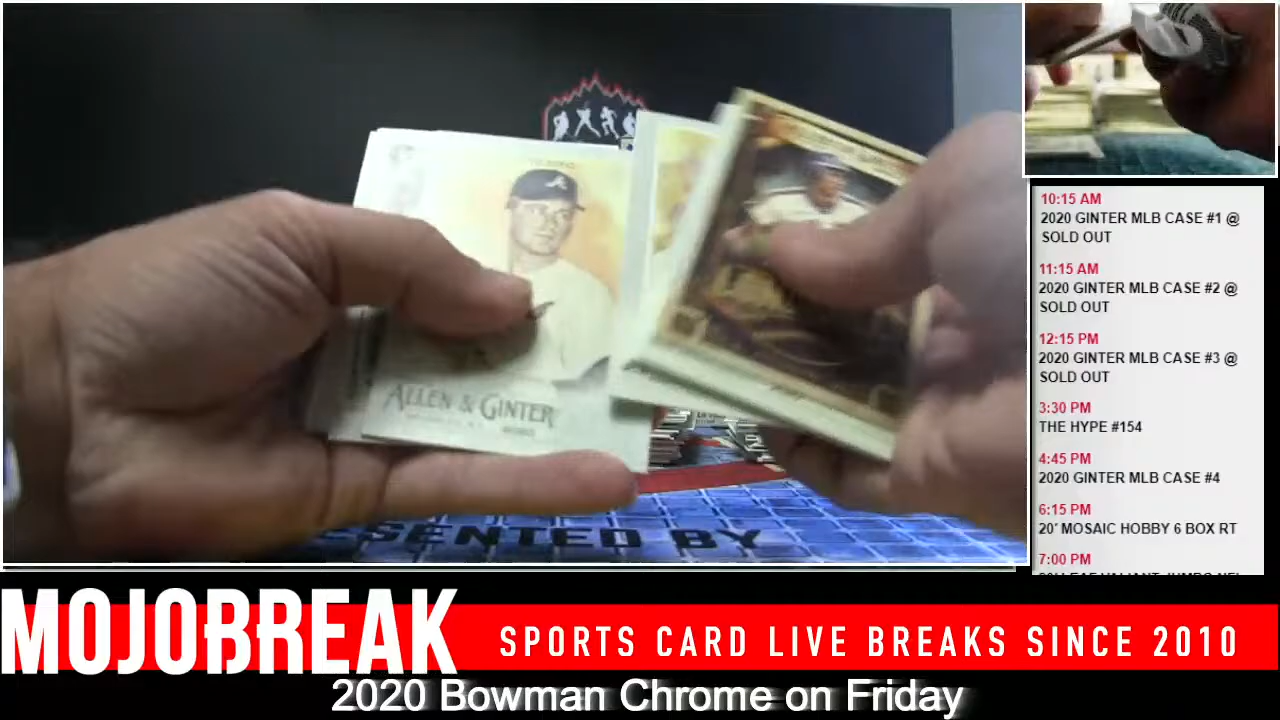 ALLEN & GINTER
ESENTED BY
10:15 AM
2020 GINTER MLB CASE #1 @
SOLD OUT
11:15 AM
2020 GINTER MLB CASE #2 @
SOLD OUT
12:15 PM
2020 GINTER MLB CASE #3 @
SOLD OUT
3:30 PM
THE HYPE #154
4:45 PM
2020 GINTER MLB CASE #4
6:15 PM
20' MOSAIC HOBBY 6 BOX RT
7:00 PM
MOJOBREAK
SPORTS CARD LIVE BREAKS SINCE 2010
2020 Bowman Chrome on Friday